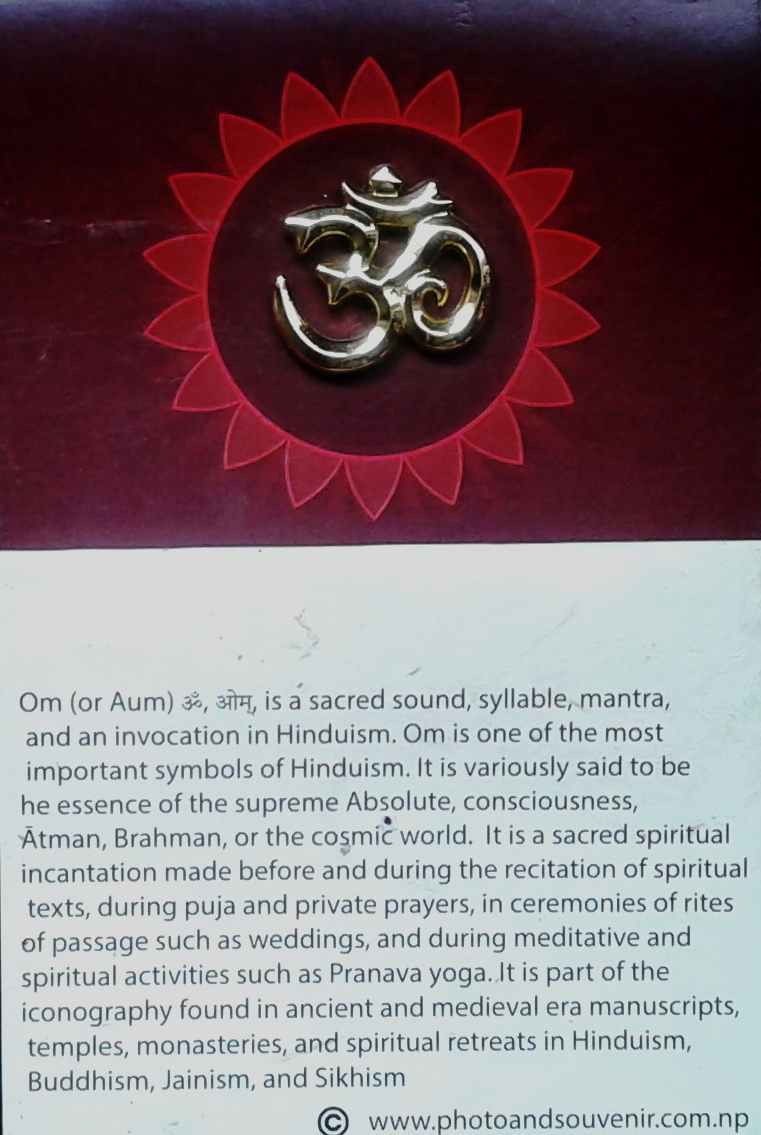 Om (or Aum) ॐ, ओम्, is a sacred sound, syllable, mantra,
and an invocation in Hinduism. Om is one of the most
important symbols of Hinduism. It is variously said to be
he essence of the supreme Absolute, consciousness,
Ātman, Brahman, or the cosmic world. It is a sacred spiritual
incantation made before and during the recitation of spiritual
texts, during puja and private prayers, in ceremonies of rites
of passage such as weddings, and during meditative and
spiritual activities such as Pranava yoga. It is part of the
iconography found in ancient and medieval era manuscripts,
temples, monasteries, and spiritual retreats in Hinduism,
Buddhism, Jainism, and Sikhism
© www.photoandsouvenir.com.np